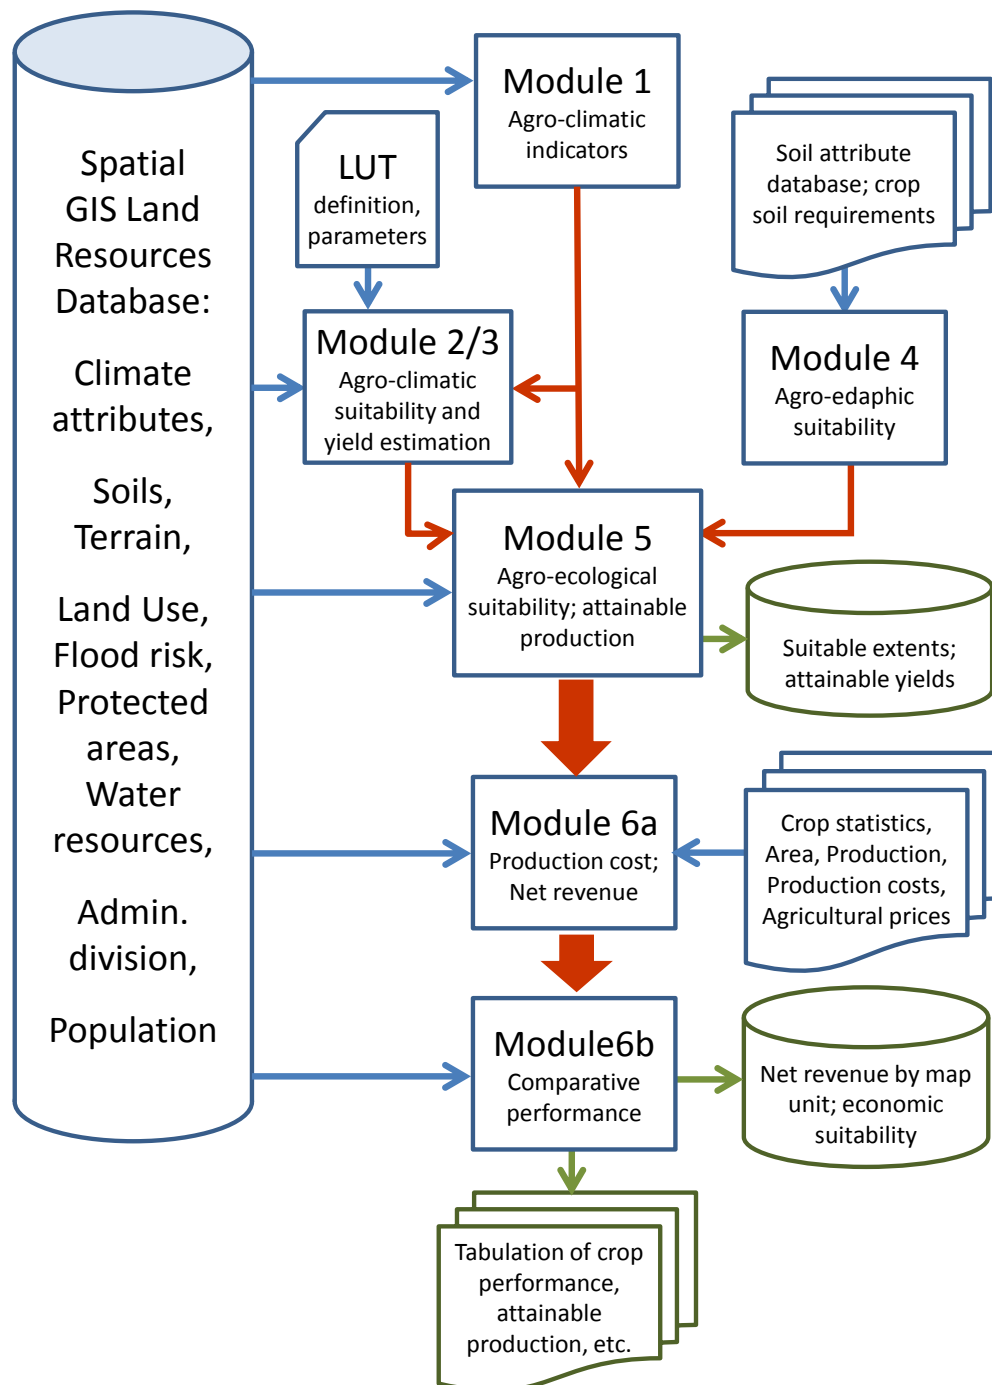 Spatial
GIS Land
Resources
Database:
Climate
attributes,
Soils,
Terrain,
Land Use,
Flood risk,
Protected
areas,
Water
resources,
Admin.
division,
Population
Module 1
Agro-climatic
indicators
LUT
definition,
parameters
Soil attribute
database; crop
soil requirements
Module 2/3
Agro-climatic
suitability and
yield estimation
Module 4
Agro-edaphic
suitability
Module 5
Agro-ecological
suitability; attainable
production
Suitable extents;
attainable yields
Module 6a
Production cost;
Net revenue
Crop statistics,
Area, Production,
Production costs,
Agricultural prices
Module6b
Comparative
performance
Net revenue by map
unit; economic
suitability
Tabulation of crop
performance,
attainable
production, etc.